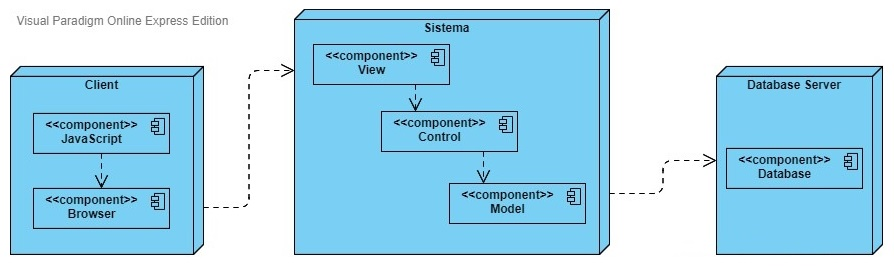 Visual Paradigm Online Express Edition
Client
<<component>>
JavaScript
<<component>>
Browser
Sistema
<<component>>
View
<<component>>
Control
<<component>>
Model
Database Server
<<component>>
Database